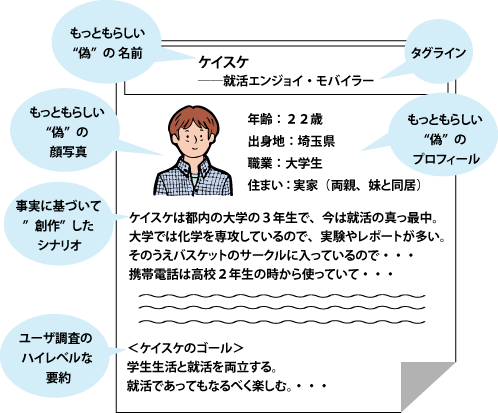 もっともらしい
“偽”の名前
ケイスケ
──就活エンジョイ・モバイラー
タグライン
もっともらしい
“偽”の
顔写真
年齢：２２歳
出身地：埼玉県
職業：大学生
住まい：実家（両親、妹と同居）
もっともらしい
“偽”の
プロフィール
事実に基づいて
”創作”した
シナリオ
ケイスケは都内の大学の３年生で、今は就活の真っ最中。
大学では化学を専攻しているので、実験やレポートが多い。
そのうえバスケットのサークルに入っているので・・・
携帯電話は高校２年生の時から使っていて・・・
ユーザ調査の
ハイレベルな
要約
＜ケイスケのゴール＞
学生生活と就活を両立する。
就活であってもなるべく楽しむ。・・・